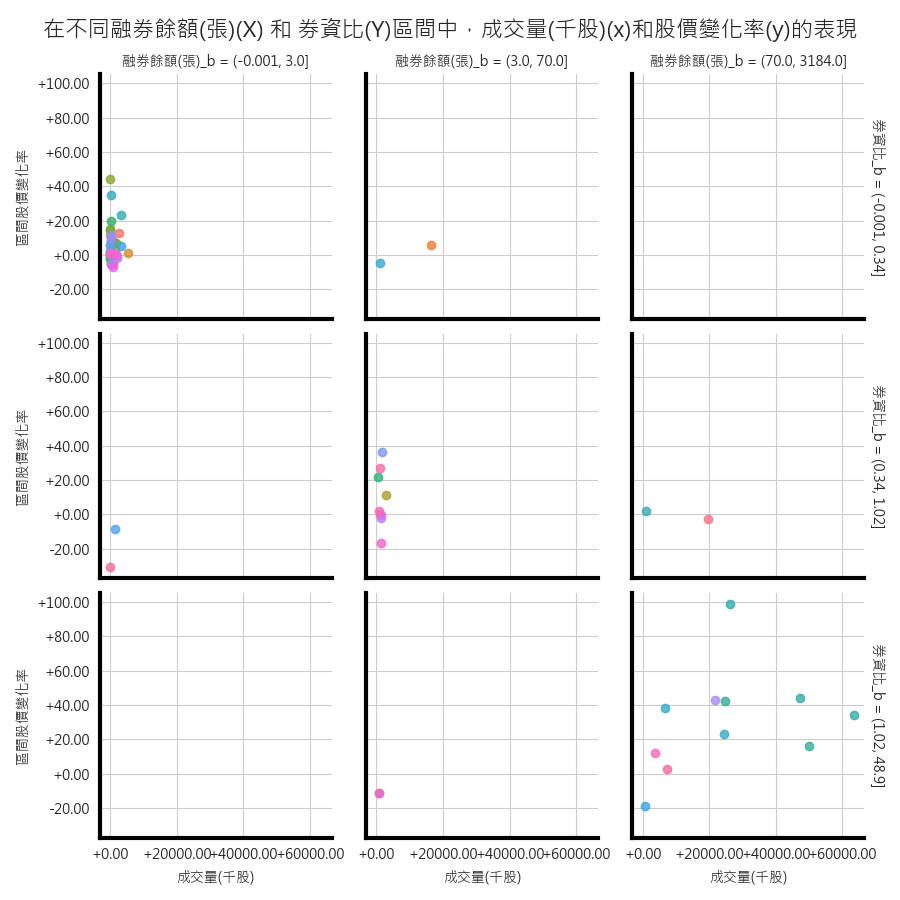 在不同融券餘額(張)(X) 和 券資比(Y)區間中，成交量(千股)(x)和股價變化率(y)的表現
融券餘額(張)_b = (-0.001, 3.0]
融券餘額(張)_b = (3.0, 70.0]
融券餘額(張)_b = (70.0, 3184.0]
+100.00
+80.00
+60.00
+40.00
+20.00
+0.00
-20.00
區間股價變化率
券資比_b = (-0.001, 0.34]
+100.00
+80.00
+60.00
+40.00
+20.00
+0.00
-20.00
區間股價變化率
券資比_b = (0.34, 1.02]
+100.00
+80.00
+60.00
+40.00
+20.00
+0.00
-20.00
區間股價變化率
券資比_b = (1.02, 48.9]
+0.00 +20000.00 +40000.00 +60000.00
+0.00 +20000.00 +40000.00 +60000.00
+0.00 +20000.00 +40000.00 +60000.00
成交量(千股)
成交量(千股)
成交量(千股)